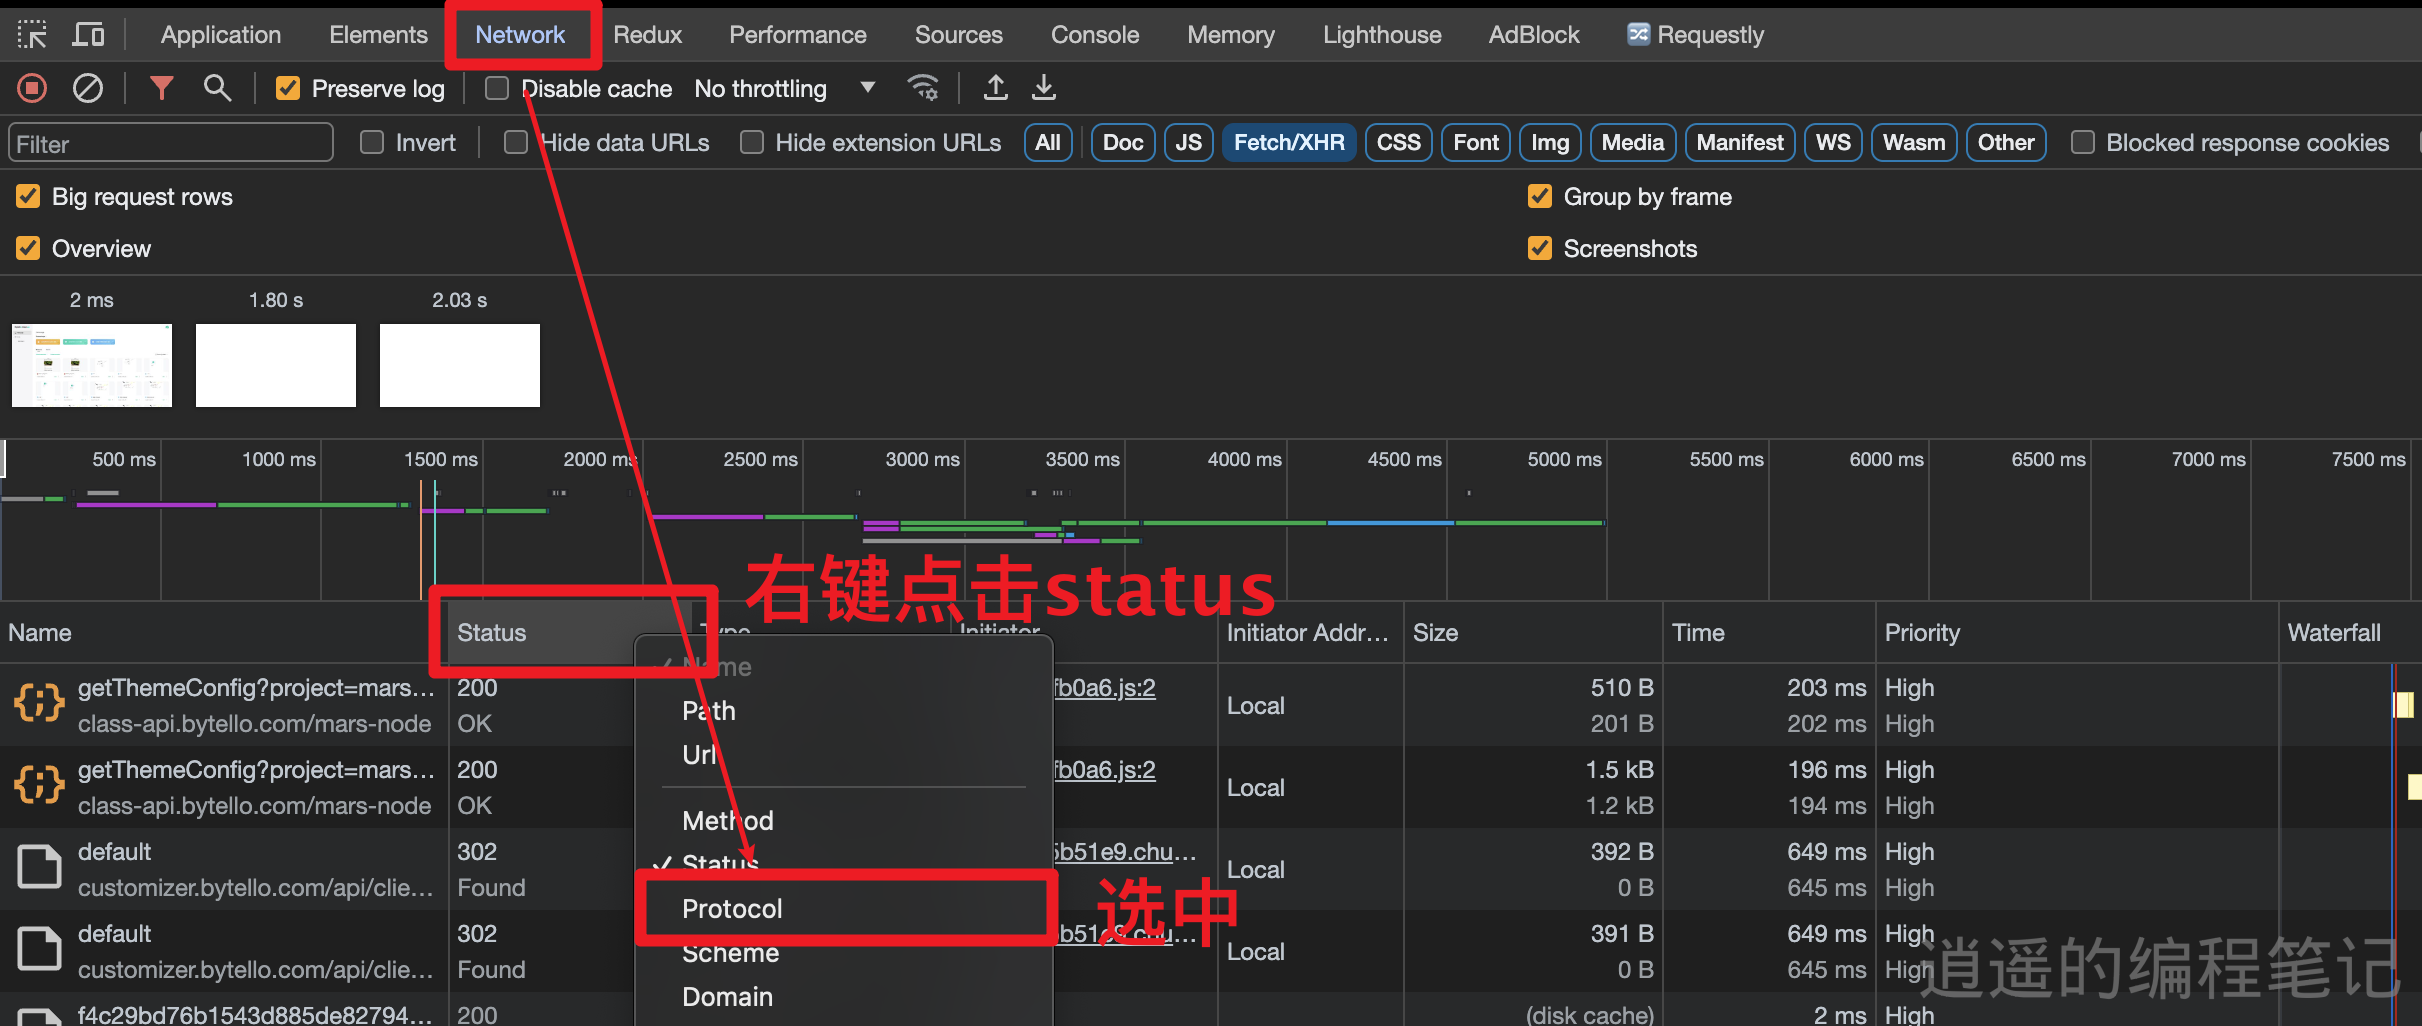 Application Elements Network Redux Performance Sources Console Memory Lighthouse AdBlock Requestly
Preserve log Disable cache No throttling
Filter Invert Hide data URLs Hide extension URLs All Doc JS Fetch/XHR CSS Font Img Media Manifest WS Wasm Other Blocked response cookies
Big request rows Group by frame
Overview Screenshots
2 ms 1.80 s 2.03 s
500 ms 1000 ms 1500 ms 2000 ms 2500 ms 3000 ms 3500 ms 4000 ms 4500 ms 5000 ms 5500 ms 6000 ms 6500 ms 7000 ms 7500 ms
右键点击status
Name Status Type Initiator Initiator Addr... Size Time Priority Waterfall
getThemeConfig?project=mars... 200 fb0a6.js:2 Local 510 B 203 ms High
class-api.bytello.com/mars-node OK 201 B 202 ms High
getThemeConfig?project=mars... 200 fb0a6.js:2 Local 1.5 kB 196 ms High
class-api.bytello.com/mars-node OK 1.2 kB 194 ms High
default 302 5b51e9.chu... Local 392 B 649 ms High
customizer.bytello.com/api/clie... Found 0 B 645 ms High
default 302 5b51e9.chu... Local 391 B 649 ms High
customizer.bytello.com/api/clie... Found 0 B 645 ms High
f4c29bd76b1543d885de82794... 200 (disk cache) 2 ms High
Name
Path
Url
Method
Status
Protocol
Scheme
Domain
选中
逍遥的编程笔记